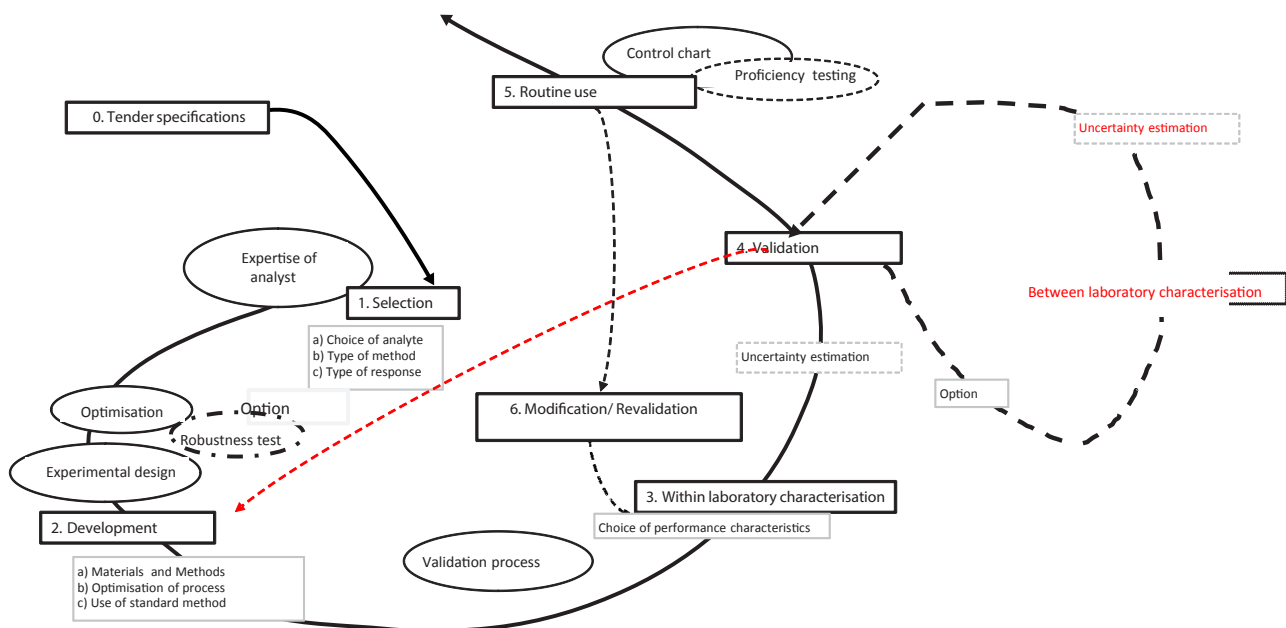 Control chart
Proficiency testing
5. Routine use
0. Tender specifications
Uncertainty estimation
4. Validation
Expertise of
analyst
1. Selection
Between laboratory characterisation
a) Choice of analyte
b) Type of method
c) Type of response
Uncertainty estimation
Option
Optimisation
Option
6. Modification/ Revalidation
Robustness test
Experimental design
3. Within laboratory characterisation
2. Development
Choice of performance characteristics
Validation process
a) Materials and Methods
b) Optimisation of process
c) Use of standard method